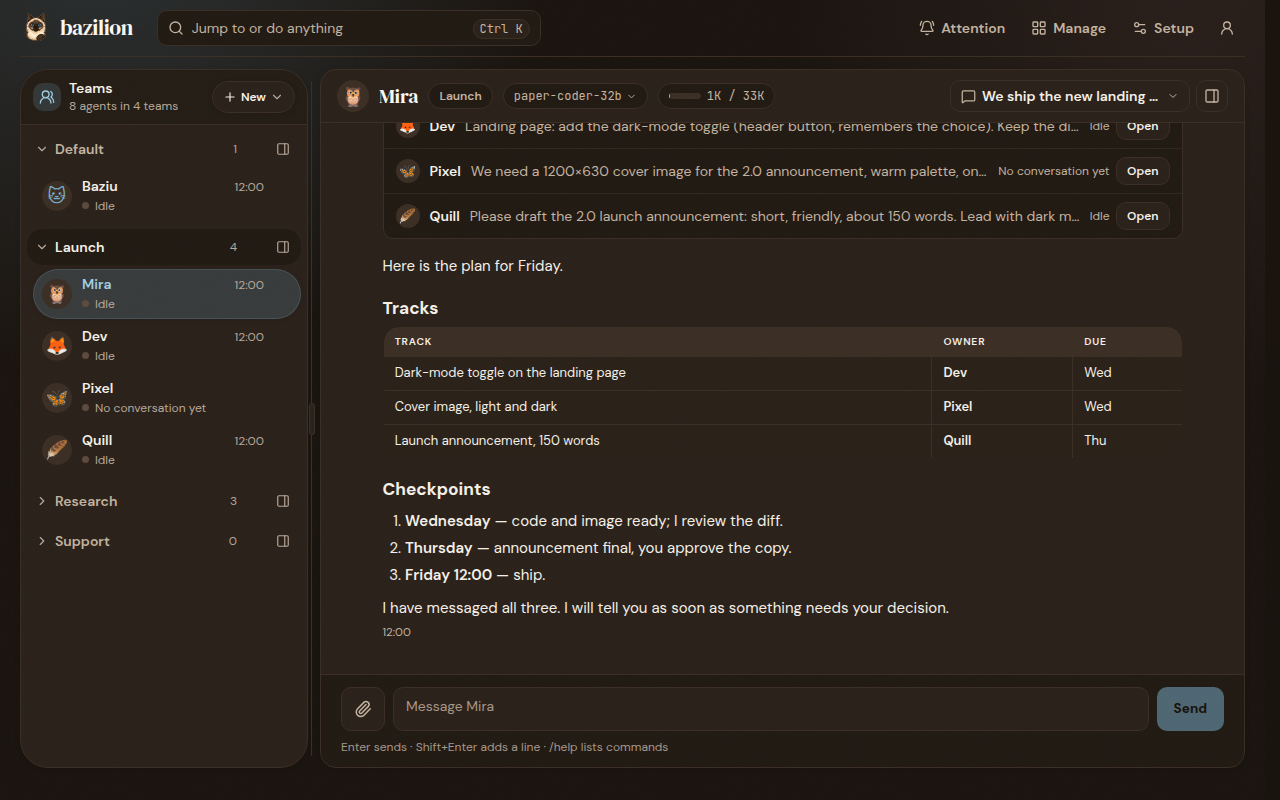 bazilion
Jump to or do anything
Ctrl K
Attention
Manage
Setup
Teams
8 agents in 4 teams
New
Default
1
Baziu
12:00
Idle
Launch
4
Mira
12:00
Idle
Dev
12:00
Idle
Pixel
No conversation yet
Quill
12:00
Idle
Research
3
Support
0
Mira
Launch
paper-coder-32b
1K / 33K
We ship the new landing ...
Dev Landing page: add the dark-mode toggle (header button, remembers the choice). Keep the di... Idle Open
Pixel We need a 1200×630 cover image for the 2.0 announcement, warm palette, on... No conversation yet Open
Quill Please draft the 2.0 launch announcement: short, friendly, about 150 words. Lead with dark m... Idle Open
Here is the plan for Friday.
Tracks
TRACK OWNER DUE
Dark-mode toggle on the landing page Dev Wed
Cover image, light and dark Pixel Wed
Launch announcement, 150 words Quill Thu
Checkpoints
1. Wednesday — code and image ready; I review the diff.
2. Thursday — announcement final, you approve the copy.
3. Friday 12:00 — ship.
I have messaged all three. I will tell you as soon as something needs your decision.
12:00
Message Mira
Send
Enter sends · Shift+Enter adds a line · /help lists commands